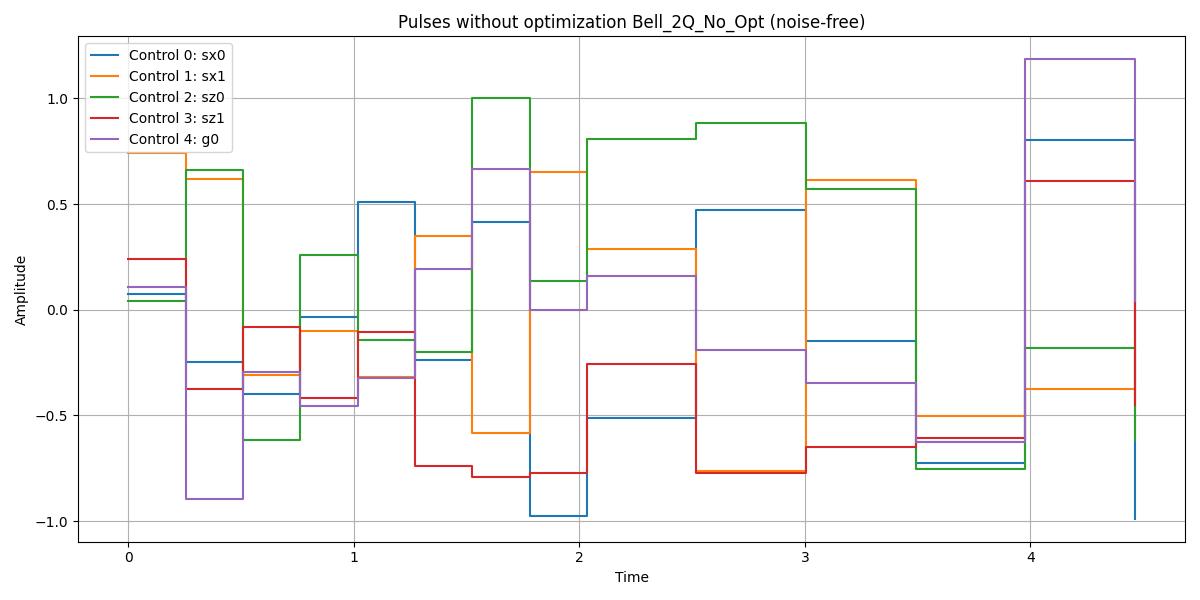 Pulses without optimization Bell_2Q_No_Opt (noise-free)
Control 0: sx0
Control 1: sx1
Control 2: sz0
Control 3: sz1
Control 4: g0
Amplitude
1.0
0.5
0.0
−0.5
−1.0
0 1 2 3 4
Time